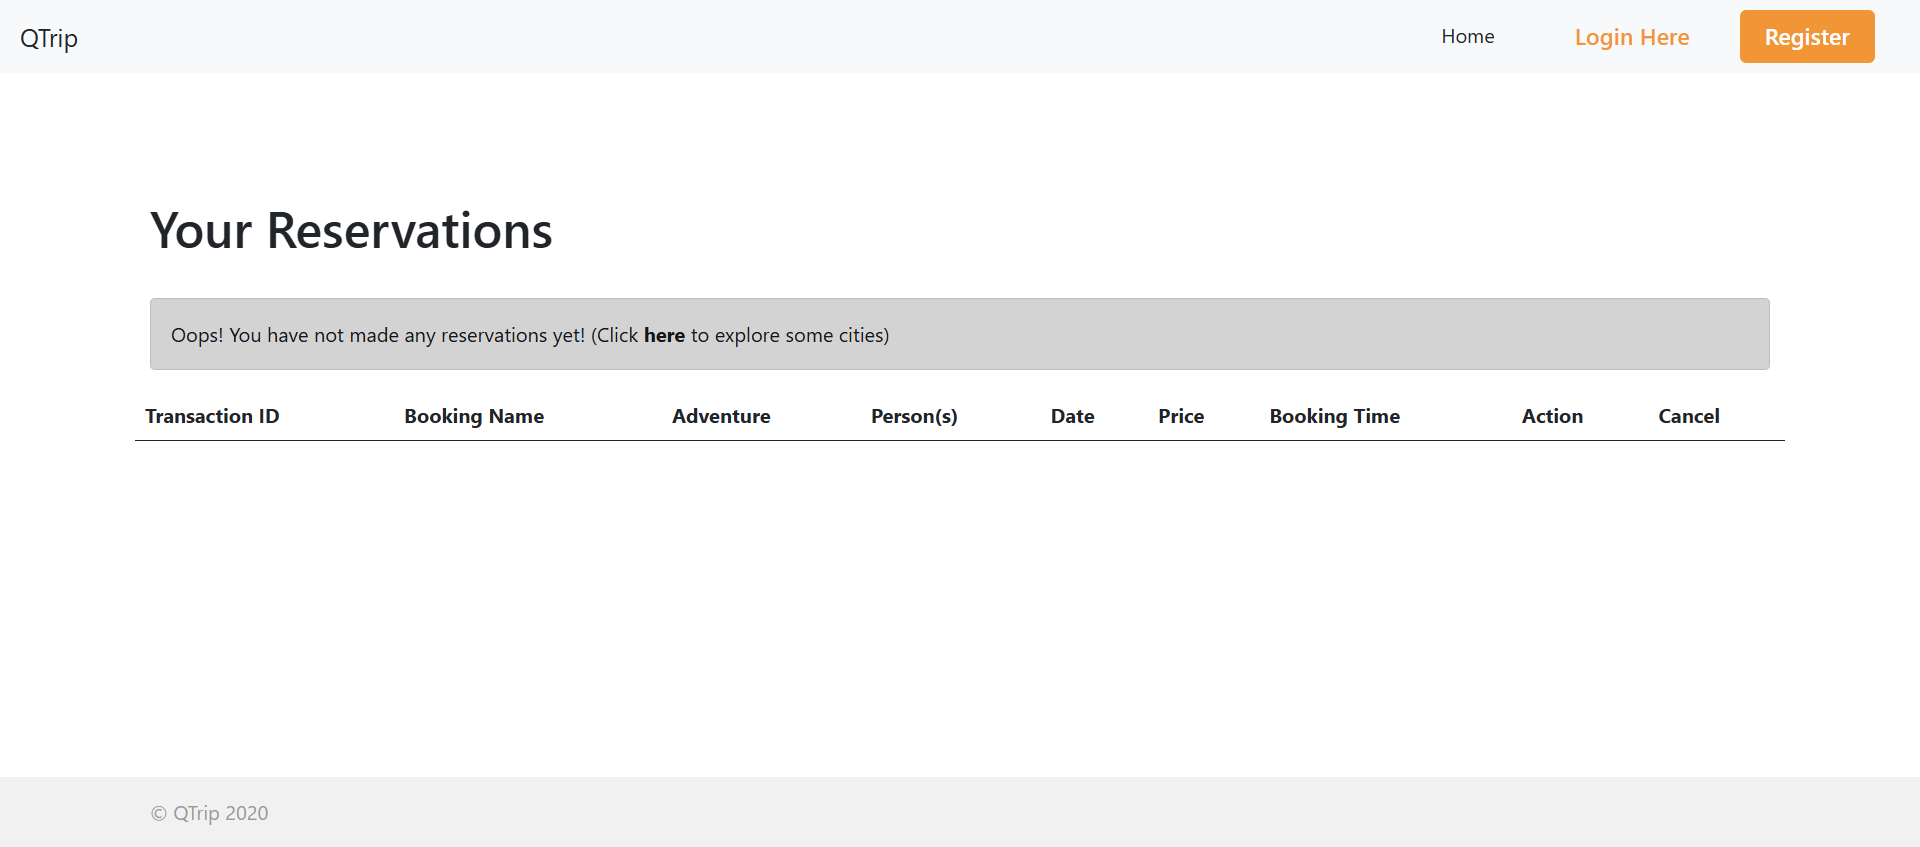 QTrip Home Login Here Register
Your Reservations
Oops! You have not made any reservations yet! (Click here to explore some cities)
Transaction ID Booking Name Adventure Person(s) Date Price Booking Time Action Cancel
© QTrip 2020